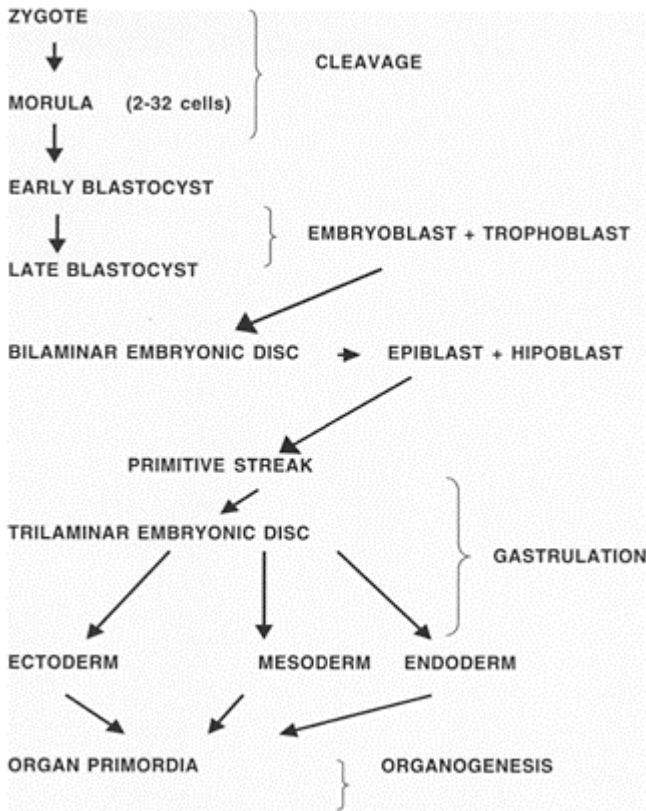 ZYGOTE
CLEAVAGE
MORULA (2-32 cells)
EARLY BLASTOCYST
EMBRYOBLAST + TROPHOBLAST
LATE BLASTOCYST
BILAMINAR EMBRYONIC DISC
EPIBLAST + HIPOBLAST
PRIMITIVE STREAK
TRILAMINAR EMBRYONIC DISC
GASTRULATION
ECTODERM
MESODERM
ENDODERM
ORGAN PRIMORDIA
ORGANOGENESIS